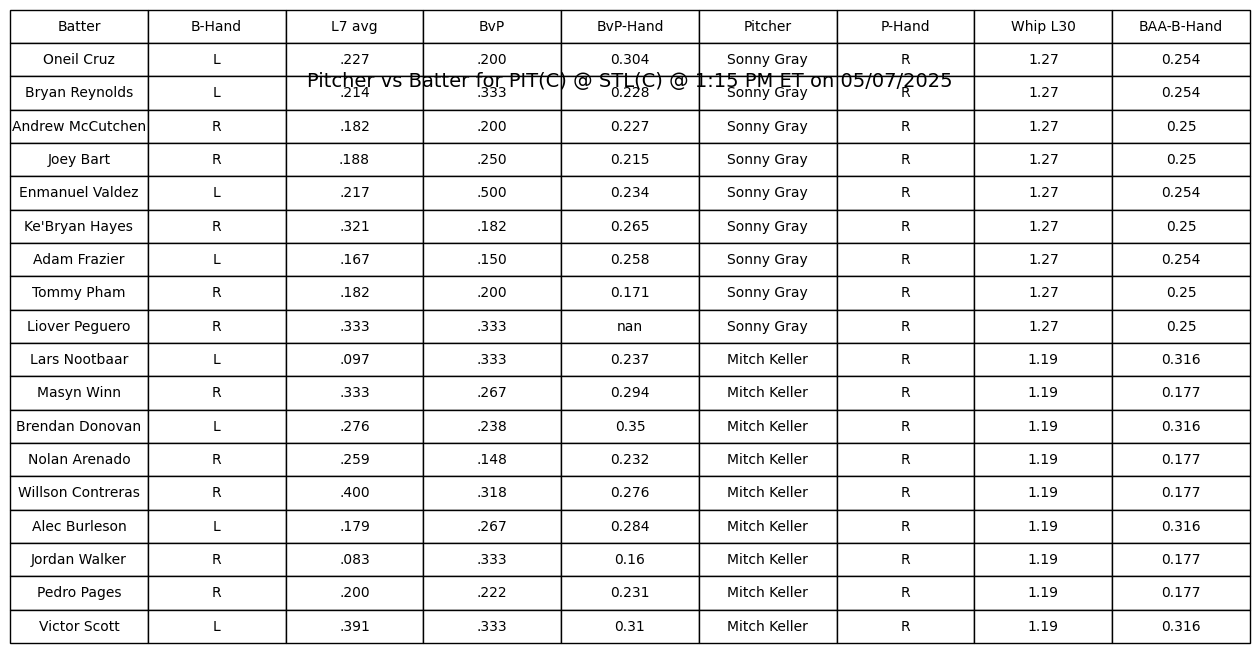 Batter B-Hand L7 avg BvP BvP-Hand Pitcher P-Hand Whip L30 BAA-B-Hand
Oneil Cruz L .227 .200 0.304 Sonny Gray R 1.27 0.254
Pitcher vs Batter for PIT(C) @ STL(C) @ 1:15 PM ET on 05/07/2025
Bryan Reynolds L .214 .333 0.228 Sonny Gray R 1.27 0.254
Andrew McCutchen R .182 .200 0.227 Sonny Gray R 1.27 0.25
Joey Bart R .188 .250 0.215 Sonny Gray R 1.27 0.25
Enmanuel Valdez L .217 .500 0.234 Sonny Gray R 1.27 0.254
Ke'Bryan Hayes R .321 .182 0.265 Sonny Gray R 1.27 0.25
Adam Frazier L .167 .150 0.258 Sonny Gray R 1.27 0.254
Tommy Pham R .182 .200 0.171 Sonny Gray R 1.27 0.25
Liover Peguero R .333 .333 nan Sonny Gray R 1.27 0.25
Lars Nootbaar L .097 .333 0.237 Mitch Keller R 1.19 0.316
Masyn Winn R .333 .267 0.294 Mitch Keller R 1.19 0.177
Brendan Donovan L .276 .238 0.35 Mitch Keller R 1.19 0.316
Nolan Arenado R .259 .148 0.232 Mitch Keller R 1.19 0.177
Willson Contreras R .400 .318 0.276 Mitch Keller R 1.19 0.177
Alec Burleson L .179 .267 0.284 Mitch Keller R 1.19 0.316
Jordan Walker R .083 .333 0.16 Mitch Keller R 1.19 0.177
Pedro Pages R .200 .222 0.231 Mitch Keller R 1.19 0.177
Victor Scott L .391 .333 0.31 Mitch Keller R 1.19 0.316